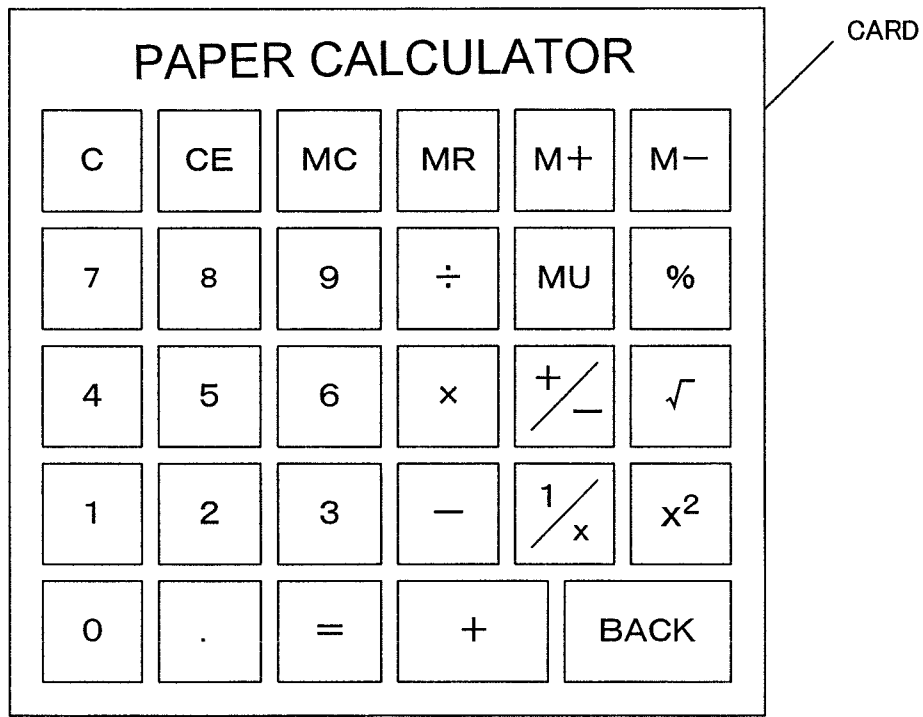 CARD
PAPER CALCULATOR
C CE MC MR M+ M−
7 8 9 ÷ MU %
4 5 6 × +/− √
1 2 3 − 1/x x²
0 . = + BACK